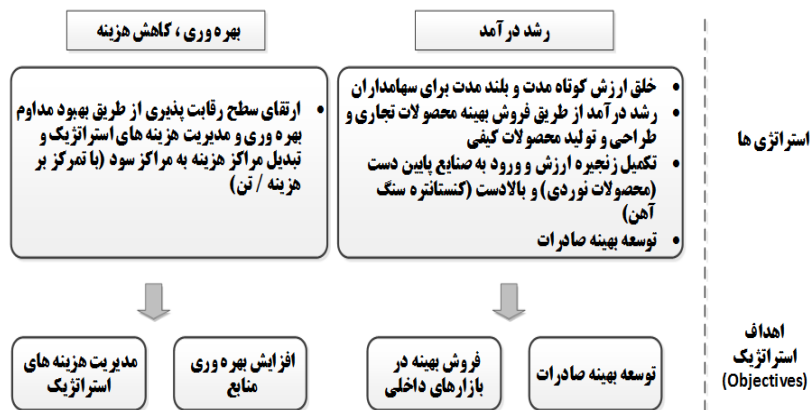 رشد درآمد
بهره وری ، کاهش هزینه
استراتژی ها
• خلق ارزش کوتاه مدت و بلند مدت برای سهامداران
• رشد درآمد از طریق فروش بهینه محصولات تجاری و
طراحی و تولید محصولات کیفی
• تکمیل زنجیره ارزش و ورود به صنایع پایین دست
(محصولات نوردی) و بالادست (کنستانتره سنگ
آهن)
• توسعه بهینه صادرات
• ارتقای سطح رقابت پذیری از طریق بهبود مداوم
بهره وری و مدیریت هزینه های استراتژیک و
تبدیل مراکز هزینه به مراکز سود (با تمرکز بر
هزینه / تن)
اهداف
استراتژیک
(Objectives)
توسعه بهینه صادرات
فروش بهینه در
بازارهای داخلی
افزایش بهره وری
منابع
مدیریت هزینه های
استراتژیک